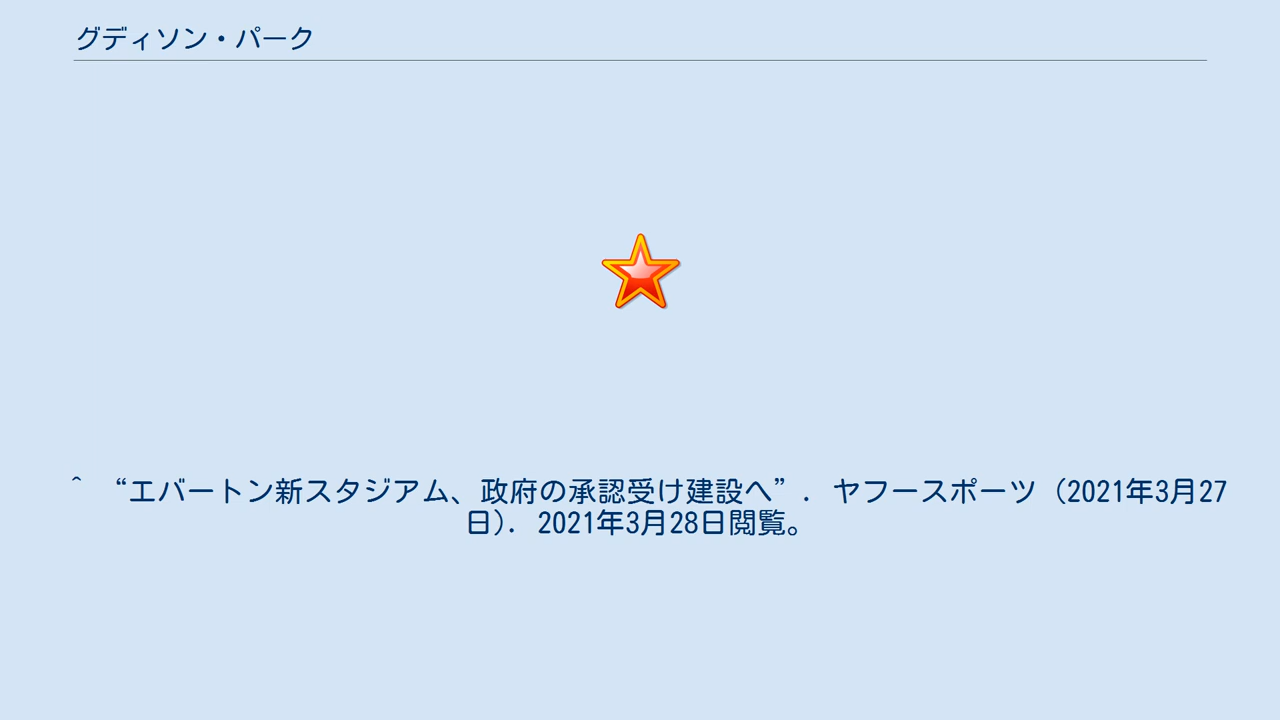 グディソン・パーク
^ “エバートン新スタジアム、政府の承認受け建設へ”. ヤフースポーツ (2021年3月27
日). 2021年3月28日閲覧。